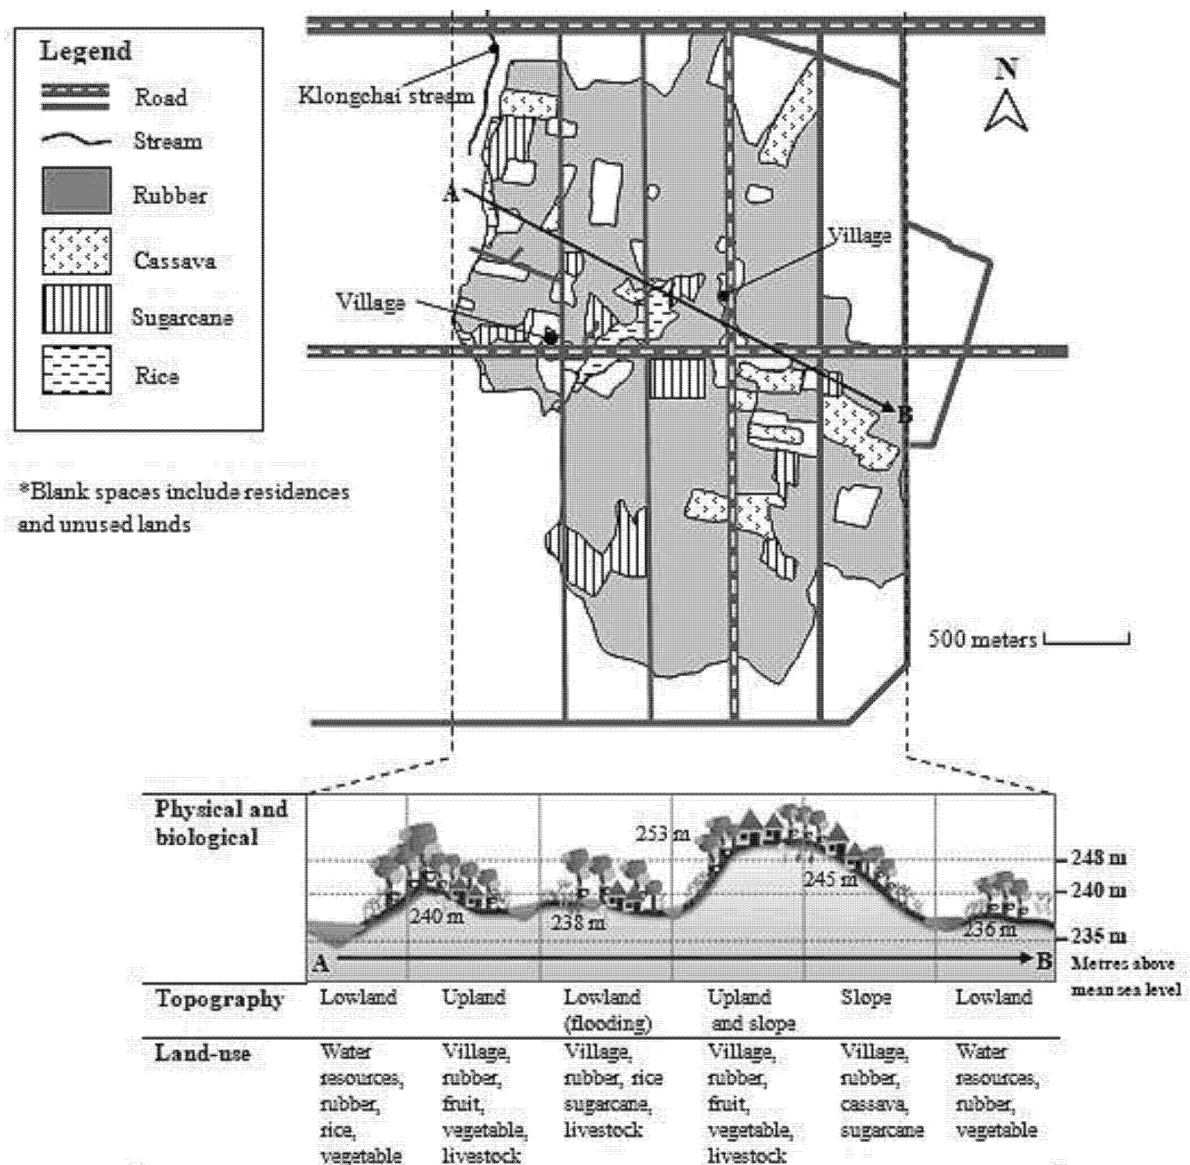 Legend
Road
Stream
Rubber
Cassava
Sugarcane
Rice
*Blank spaces include residences
and unused lands
Klongchai stream
N
A
Village
Village
B
500 meters
Physical and
biological
253 m
248 m
245 m
240 m
240 m
238 m
236 m
235 m
A
B
Metres above
mean sea level
Topography
Lowland
Upland
Lowland
(flooding)
Upland
and slope
Slope
Lowland
Land-use
Water
resources,
rubber,
rice,
vegetable
Village,
rubber,
fruit,
vegetable,
livestock
Village,
rubber, rice
sugarcane,
livestock
Village,
rubber,
fruit,
vegetable,
livestock
Village,
rubber,
cassava,
sugarcane
Water
resources,
rubber,
vegetable